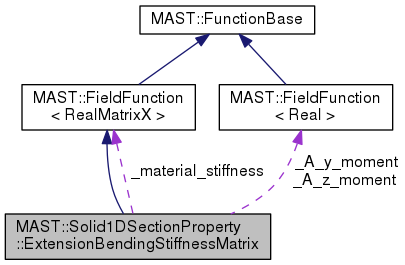 MAST::FunctionBase
MAST::FieldFunction
< RealMatrixX >
MAST::FieldFunction
< Real >
_material_stiffness
_A_y_moment
_A_z_moment
MAST::Solid1DSectionProperty
::ExtensionBendingStiffnessMatrix